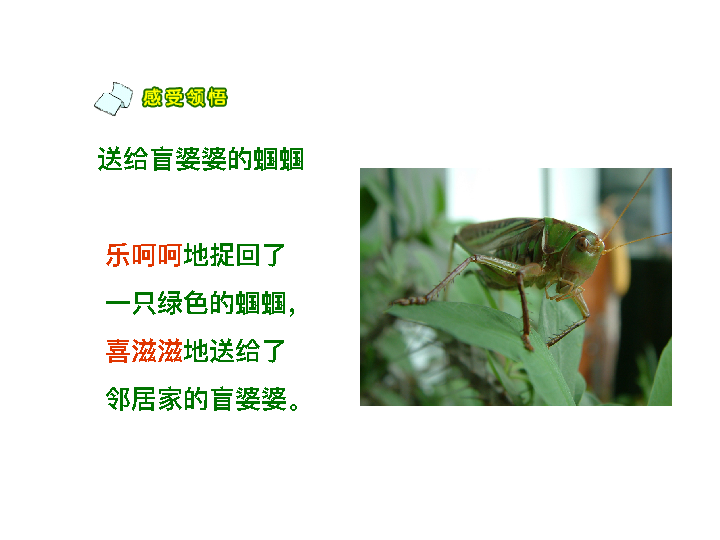 感受领悟
送给盲婆婆的蝈蝈
乐呵呵地捉回了
一只绿色的蝈蝈，
喜滋滋地送给了
邻居家的盲婆婆。